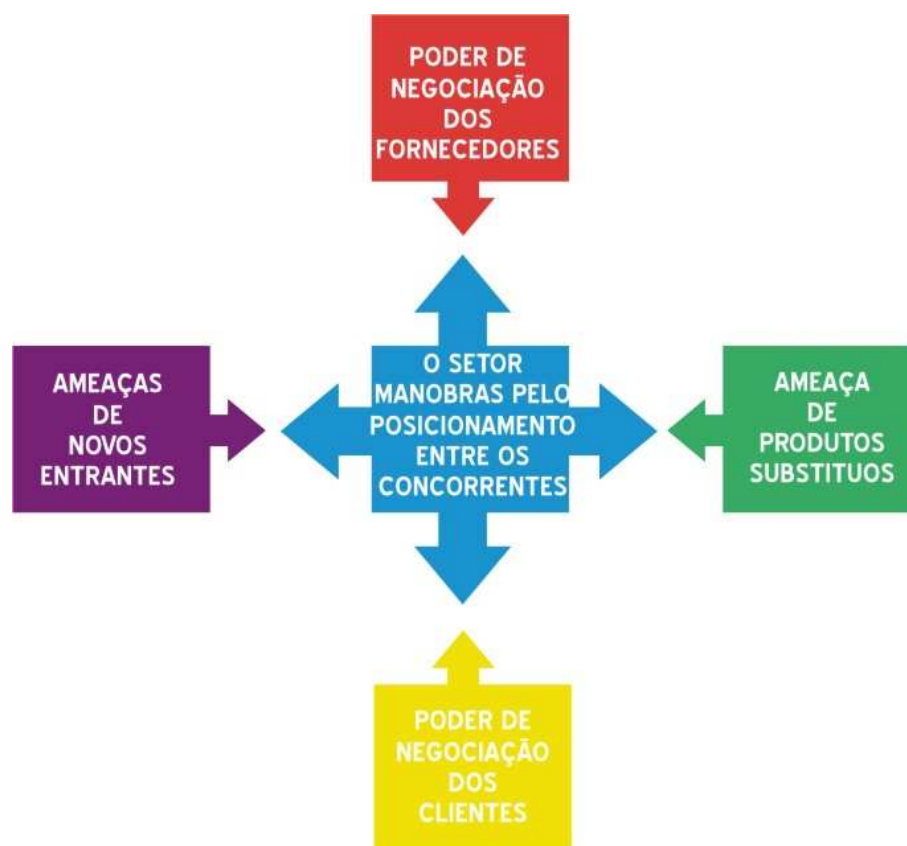 PODER DE
NEGOCIAÇÃO
DOS
FORNECEDORES
AMEAÇAS
DE
NOVOS
ENTRANTES
O SETOR
MANOBRAS PELO
POSICIONAMENTO
ENTRE OS
CONCORRENTES
AMEAÇA
DE
PRODUTOS
SUBSTITUOS
PODER DE
NEGOCIAÇÃO
DOS
CLIENTES